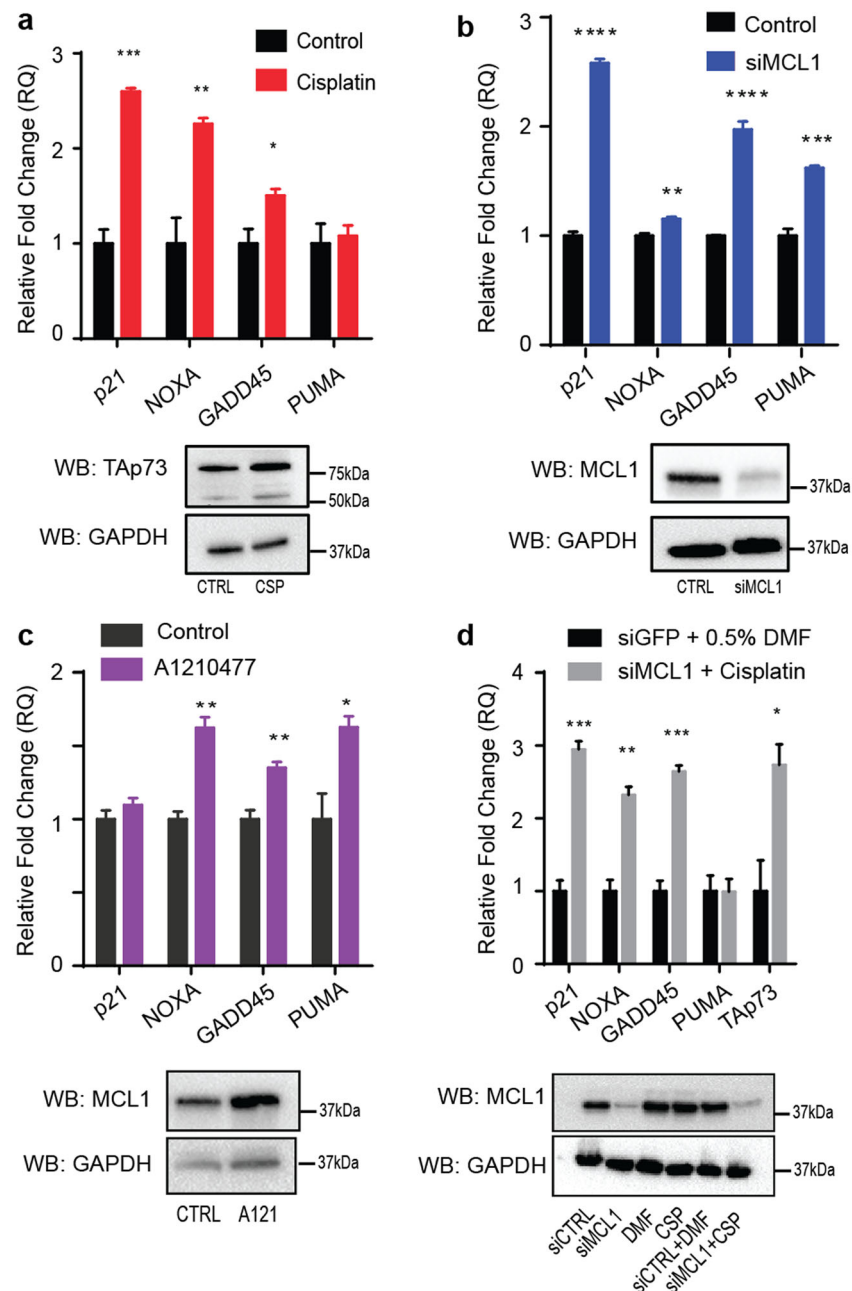 a
Control
Cisplatin
Relative Fold Change (RQ)
3
2
1
0
***
**
*
p21
NOXA
GADD45
PUMA
WB: TAp73
75kDa
50kDa
WB: GAPDH
37kDa
CTRL CSP
b
Control
siMCL1
Relative Fold Change (RQ)
3
2
1
0
****
**
****
***
p21
NOXA
GADD45
PUMA
WB: MCL1
37kDa
WB: GAPDH
37kDa
CTRL siMCL1
c
Control
A1210477
Relative Fold Change (RQ)
2
1
0
**
**
*
p21
NOXA
GADD45
PUMA
WB: MCL1
37kDa
WB: GAPDH
37kDa
CTRL A121
d
siGFP + 0.5% DMF
siMCL1 + Cisplatin
Relative Fold Change (RQ)
4
3
2
1
0
***
**
***
*
p21
NOXA
GADD45
PUMA
TAp73
WB: MCL1
37kDa
WB: GAPDH
37kDa
siCTRL
siMCL1
DMF
CSP
siCTRL+DMF
siMCL1+CSP